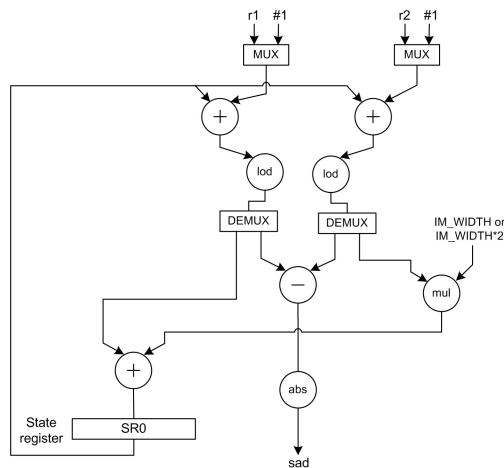 r1 #1 r2 #1
MUX MUX
+ +
lod lod
DEMUX DEMUX
IM_WIDTH or
IM_WIDTH*2
−
mul
+
abs
State
register
SR0
sad